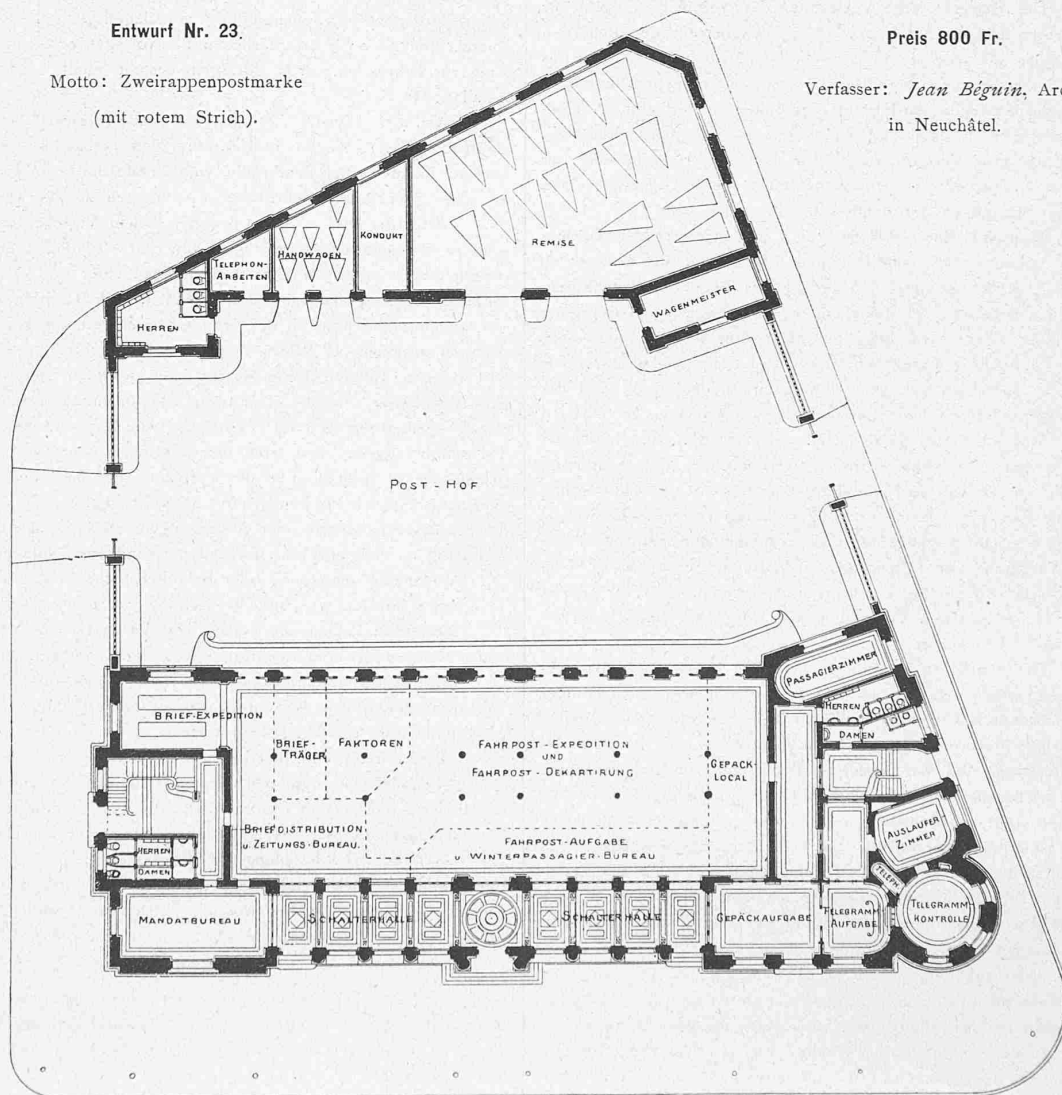 Entwurf Nr. 23.
Motto: Zweirappenpostmarke
(mit rotem Strich).
Preis 800 Fr.
Verfasser: Jean Béguin, Ar
in Neuchâtel.
REMISE
KONDUKT
HANDWAGEN
TELEPHON-
ARBEITEN
HERREN
WAGENMEISTER
POST-HOF
PASSAGIERZIMMER
HERREN
DAMEN
BRIEF-EXPEDITION
BRIEF-
TRÄGER
FAKTOREN
FAHRPOST-EXPEDITION
UND
FAHRPOST-DEKARTIRUNG
GEPÄCK
LOCAL
BRIEFDISTRIBUTION
U. ZEITUNGS-BUREAU.
FAHRPOST-AUFGABE
U WINTERPASSAGIER-BUREAU
AUSLAUFER
ZIMMER
HERREN
DAMEN
TELEPH.
MANDATBUREAU
SCHALTERHALLE
SCHALTERHALLE
GEPÄCKAUFGABE
TELEGRAMM
AUFGABE
TELEGRAMM-
KONTROLLE